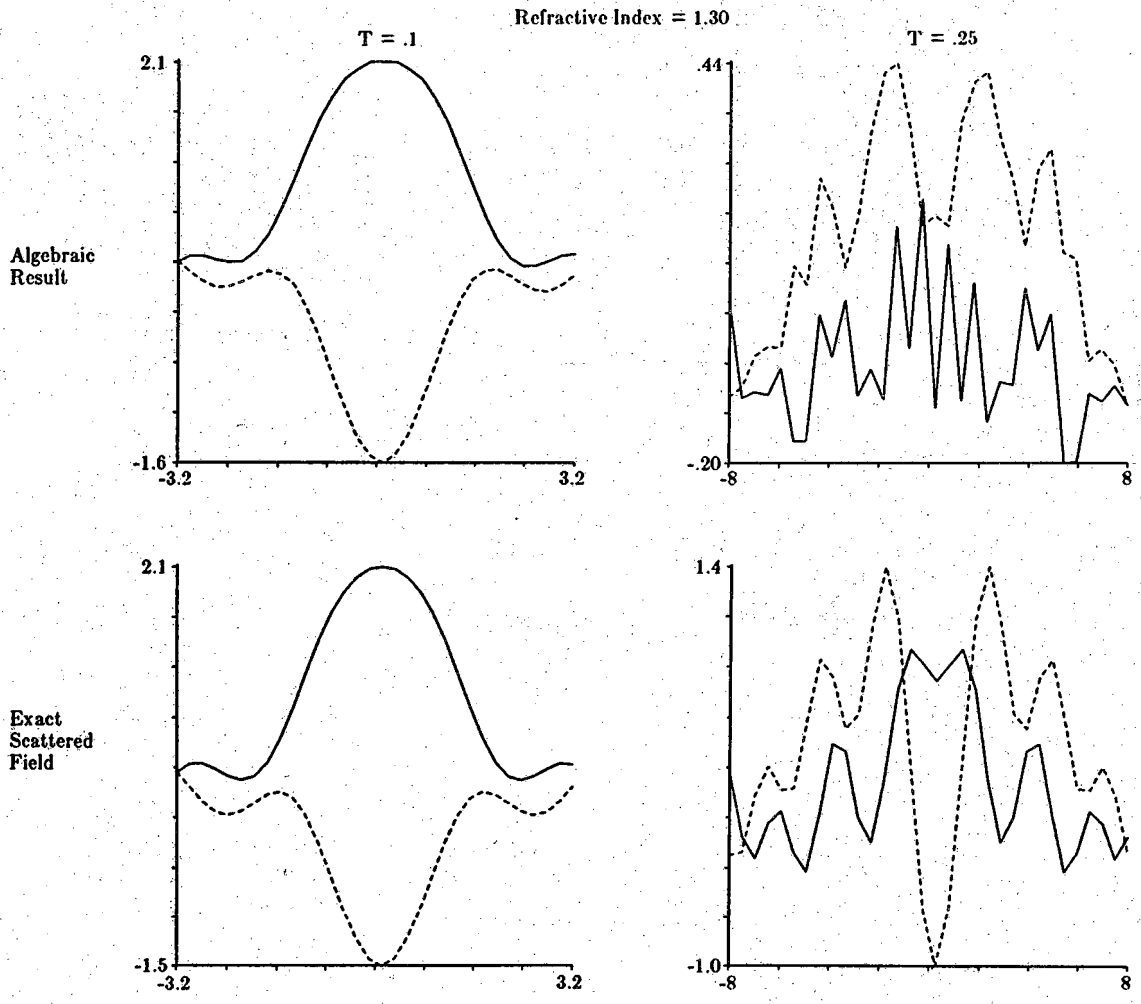 Refractive Index = 1.30
T = .1
T = .25
2.1
.44
Algebraic
Result
-1.6
-.20
-3.2
3.2
-8
8
2.1
1.4
Exact
Scattered
Field
-1.5
-1.0
-3.2
3.2
-8
8